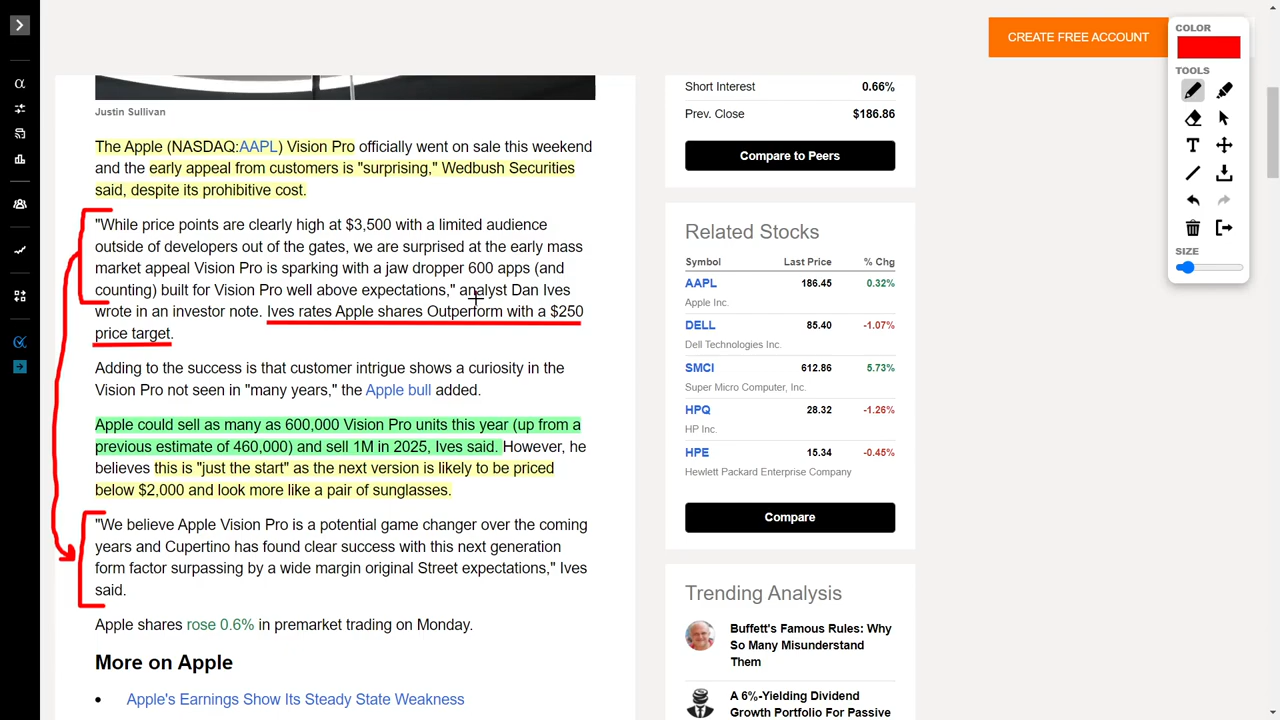 CREATE FREE ACCOUNT
COLOR
TOOLS
T
SIZE
Justin Sullivan
The Apple (NASDAQ:AAPL) Vision Pro officially went on sale this weekend
and the early appeal from customers is "surprising," Wedbush Securities
said, despite its prohibitive cost.
"While price points are clearly high at $3,500 with a limited audience
outside of developers out of the gates, we are surprised at the early mass
market appeal Vision Pro is sparking with a jaw dropper 600 apps (and
counting) built for Vision Pro well above expectations," analyst Dan Ives
wrote in an investor note. Ives rates Apple shares Outperform with a $250
price target.
Adding to the success is that customer intrigue shows a curiosity in the
Vision Pro not seen in "many years," the Apple bull added.
Apple could sell as many as 600,000 Vision Pro units this year (up from a
previous estimate of 460,000) and sell 1M in 2025, Ives said. However, he
believes this is "just the start" as the next version is likely to be priced
below $2,000 and look more like a pair of sunglasses.
"We believe Apple Vision Pro is a potential game changer over the coming
years and Cupertino has found clear success with this next generation
form factor surpassing by a wide margin original Street expectations," Ives
said.
Apple shares rose 0.6% in premarket trading on Monday.
More on Apple
• Apple's Earnings Show Its Steady State Weakness
Short Interest 0.66%
Prev. Close $186.86
Compare to Peers
Related Stocks
Symbol Last Price % Chg
AAPL 186.45 0.32%
Apple Inc.
DELL 85.40 -1.07%
Dell Technologies Inc.
SMCI 612.86 5.73%
Super Micro Computer, Inc.
HPQ 28.32 -1.26%
HP Inc.
HPE 15.34 -0.45%
Hewlett Packard Enterprise Company
Compare
Trending Analysis
Buffett's Famous Rules: Why
So Many Misunderstand
Them
A 6%-Yielding Dividend
Growth Portfolio For Passive